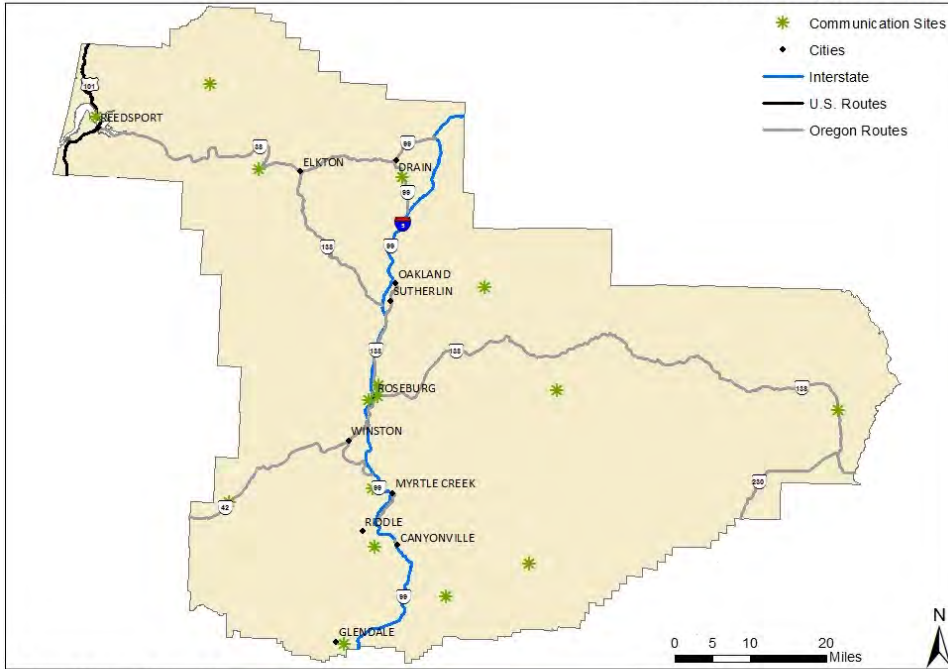 Communication Sites
Cities
Interstate
U.S. Routes
Oregon Routes
101
REEDSPORT
38
ELKTON
99
DRAIN
99
5
138
99
OAKLAND
SUTHERLIN
138
138
138
ROSEBURG
WINSTON
99
MYRTLE CREEK
42
230
RIDDLE
CANYONVILLE
99
GLENDALE
N
0 5 10 20
Miles